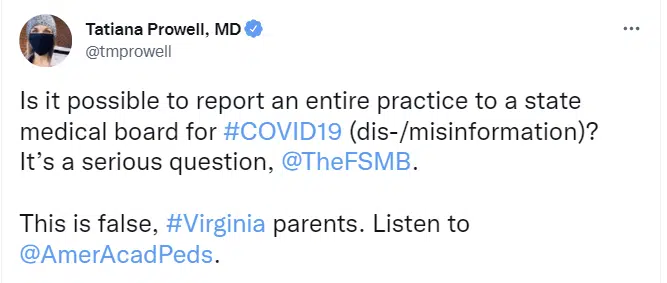 Tatiana Prowell, MD
@tmprowell
Is it possible to report an entire practice to a state
medical board for #COVID19 (dis-/misinformation)?
It’s a serious question, @TheFSMB.
This is false, #Virginia parents. Listen to
@AmerAcadPeds.